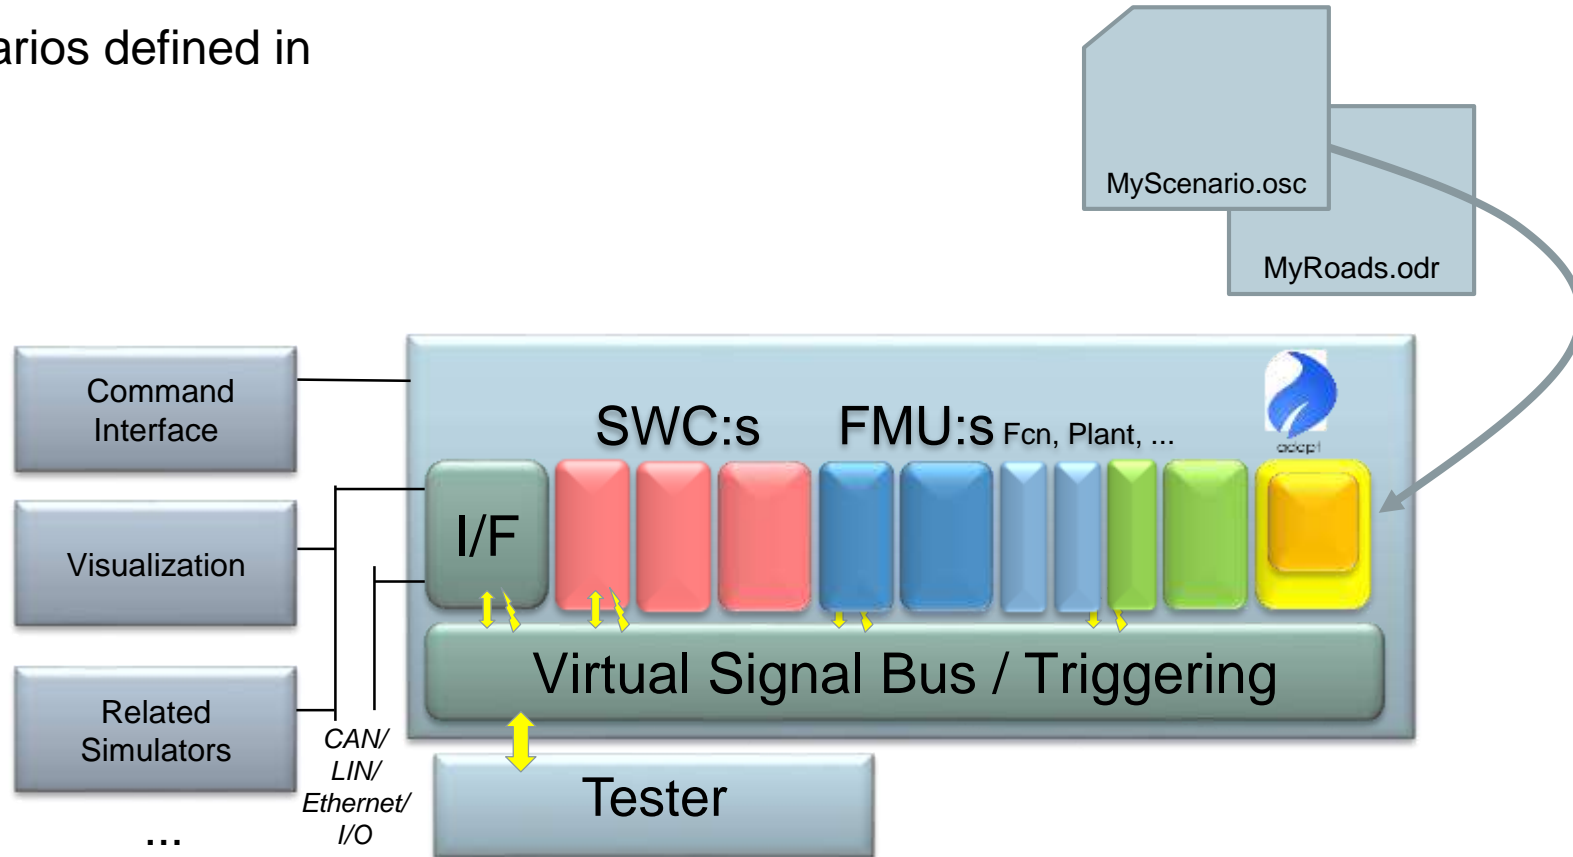 arios defined in
MyScenario.osc
MyRoads.odr
Command
Interface
SWC:s
FMU:s Fcn, Plant, ...
adapt
I/F
Visualization
Virtual Signal Bus / Triggering
Related
Simulators
CAN/
LIN/
Ethernet/
I/O
Tester
...